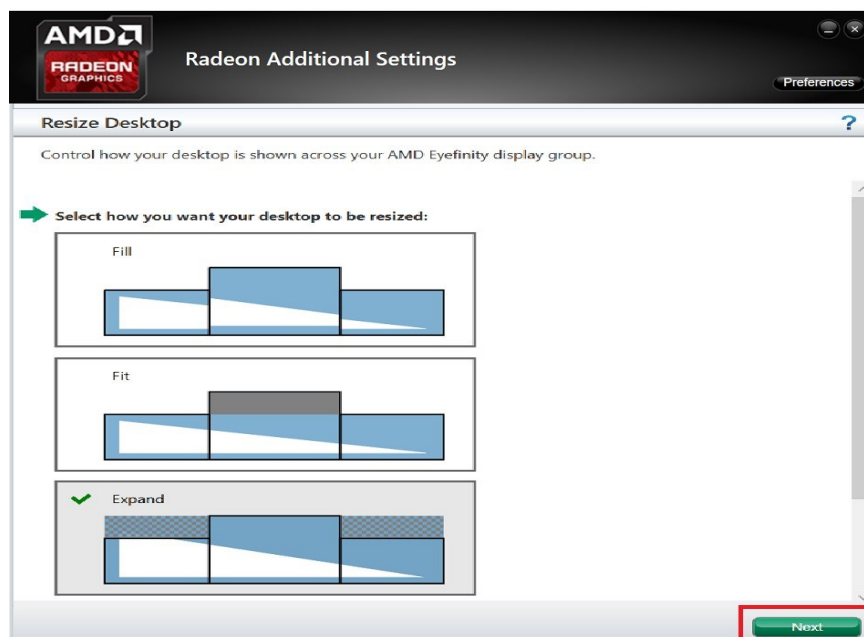 AMD
RADEON
GRAPHICS
Radeon Additional Settings
Preferences
Resize Desktop
?
Control how your desktop is shown across your AMD Eyefinity display group.
Select how you want your desktop to be resized:
Fill
Fit
Expand
Next